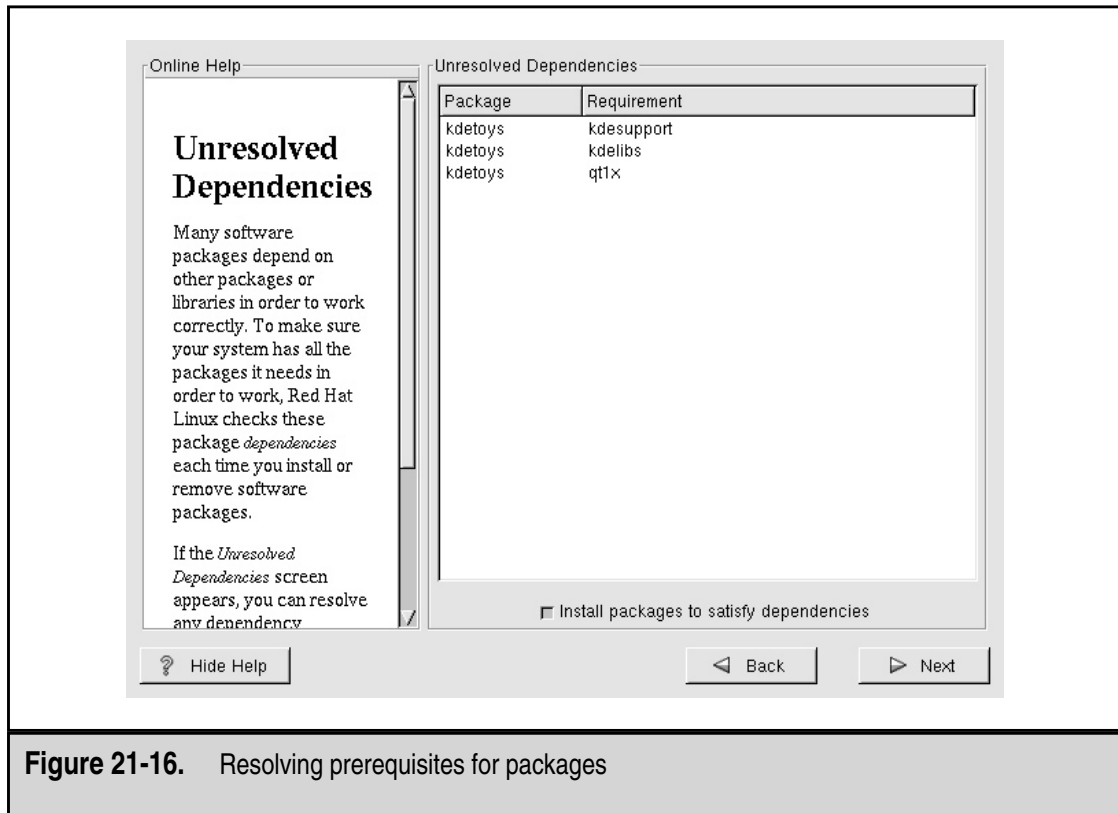 Online Help
Unresolved
Dependencies
Many software
packages depend on
other packages or
libraries in order to work
correctly. To make sure
your system has all the
packages it needs in
order to work, Red Hat
Linux checks these
package dependencies
each time you install or
remove software
packages.
If the Unresolved
Dependencies screen
appears, you can resolve
any dependency
Unresolved Dependencies
Package Requirement
kdetoys kdesupport
kdetoys kdelibs
kdetoys qt1x
Install packages to satisfy dependencies
Hide Help
Back
Next
Figure 21-16. Resolving prerequisites for packages